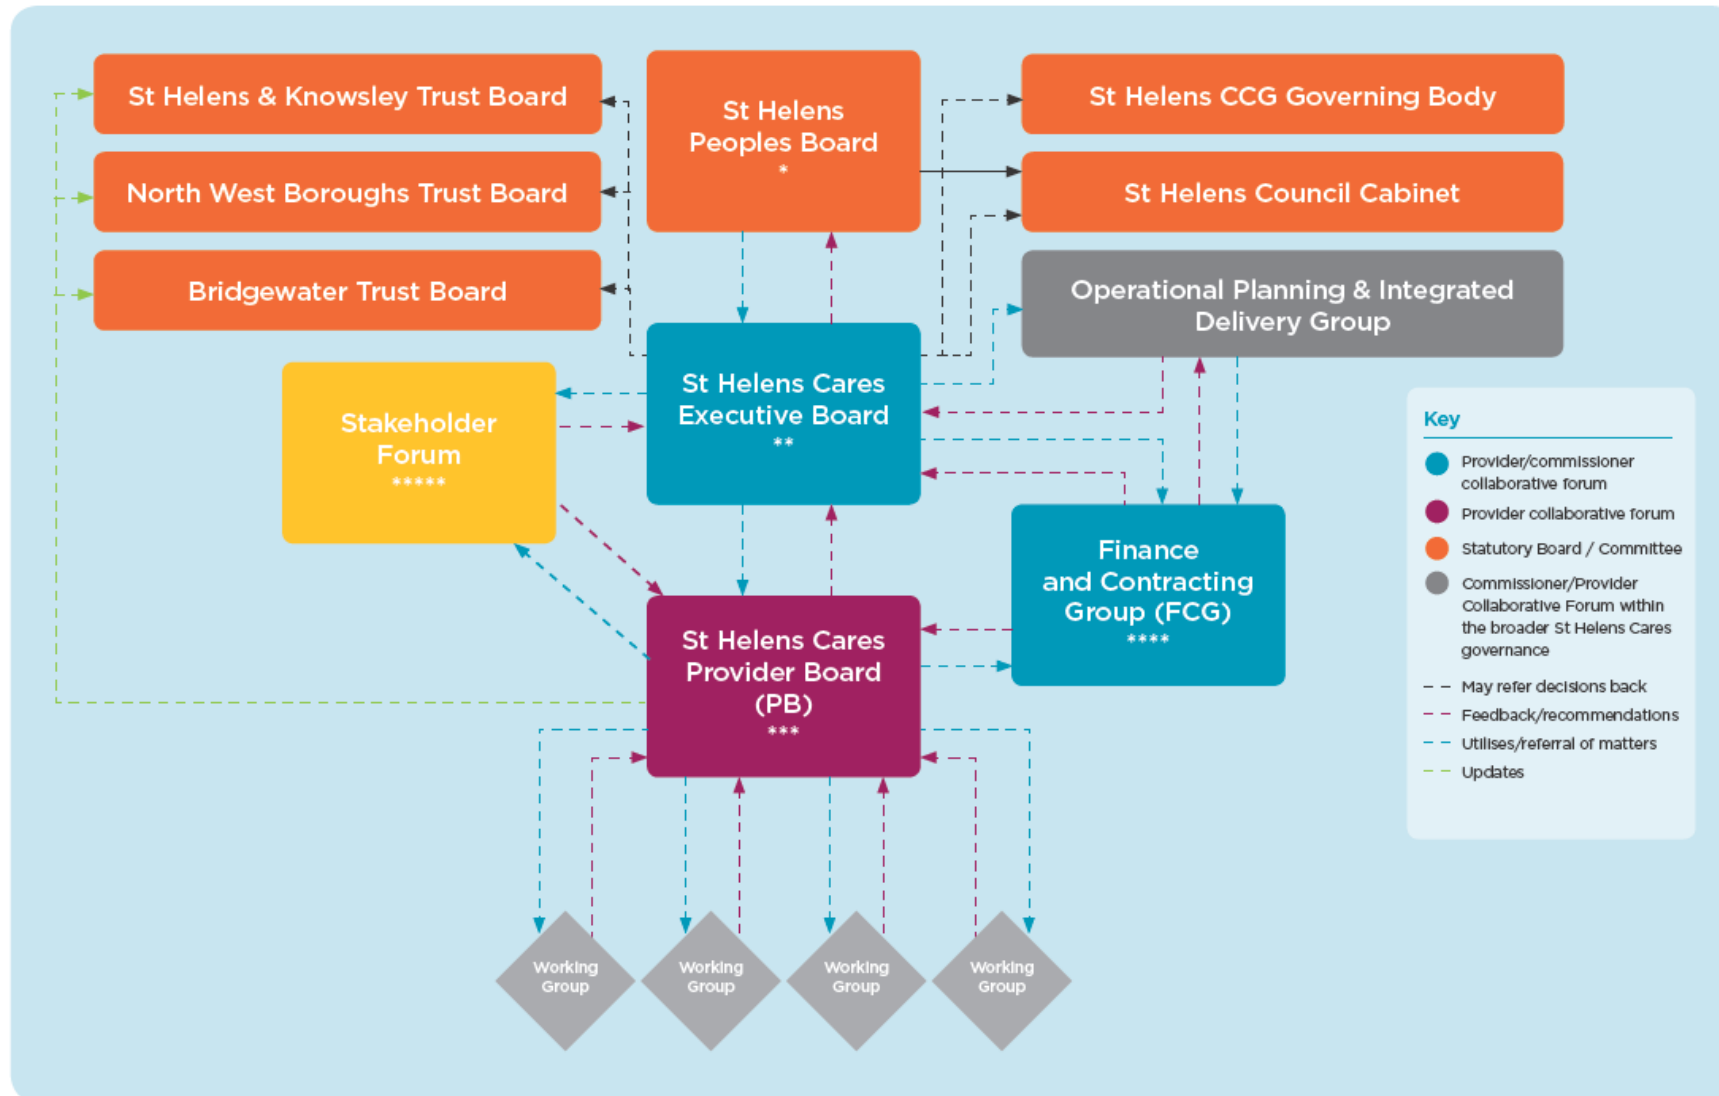 St Helens & Knowsley Trust Board
North West Boroughs Trust Board
Bridgewater Trust Board
St Helens
Peoples Board
*
St Helens CCG Governing Body
St Helens Council Cabinet
Operational Planning & Integrated
Delivery Group
Stakeholder
Forum
*****
St Helens Cares
Executive Board
**
Finance
and Contracting
Group (FCG)
****
St Helens Cares
Provider Board
(PB)
***
Working
Group
Working
Group
Working
Group
Working
Group
Key
Provider/commissioner
collaborative forum
Provider collaborative forum
Statutory Board / Committee
Commissioner/Provider
Collaborative Forum within
the broader St Helens Cares
governance
May refer decisions back
Feedback/recommendations
Utilises/referral of matters
Updates